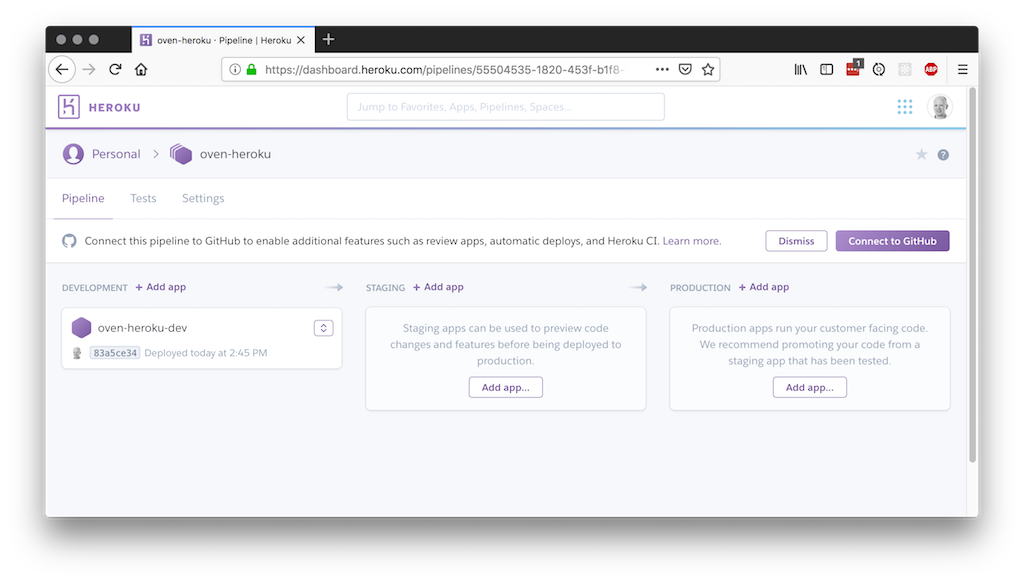 oven-heroku · Pipeline | Heroku
https://dashboard.heroku.com/pipelines/55504535-1820-453f-b1f8-
1
ABP
HEROKU
Jump to Favorites, Apps, Pipelines, Spaces...
Personal > oven-heroku
Pipeline Tests Settings
Connect this pipeline to GitHub to enable additional features such as review apps, automatic deploys, and Heroku CI. Learn more. Dismiss Connect to GitHub
DEVELOPMENT + Add app
oven-heroku-dev
83a5ce34 Deployed today at 2:45 PM
STAGING + Add app
Staging apps can be used to preview code
changes and features before being deployed to
production.
Add app...
PRODUCTION + Add app
Production apps run your customer facing code.
We recommend promoting your code from a
staging app that has been tested.
Add app...